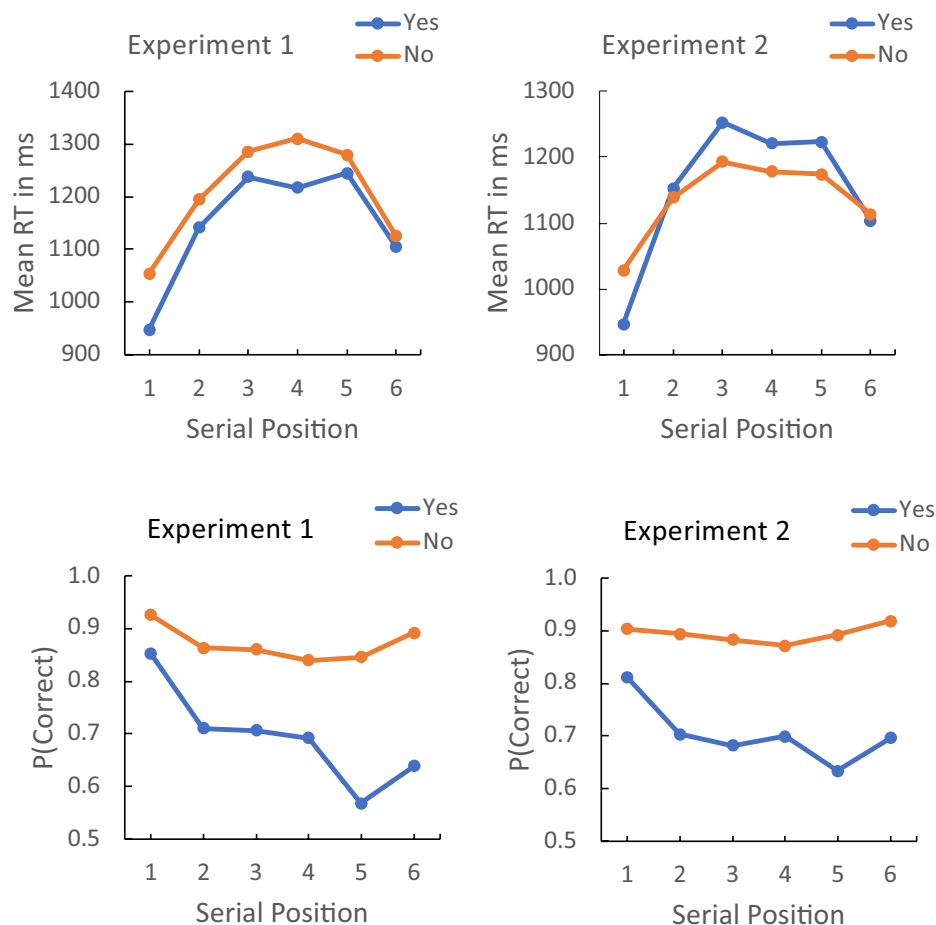 Experiment 1
Yes
No
Mean RT in ms
1400
1300
1200
1100
1000
900
1 2 3 4 5 6
Serial Position
Experiment 2
Yes
No
Mean RT in ms
1300
1200
1100
1000
900
1 2 3 4 5 6
Serial Position
Experiment 1
Yes
No
P(Correct)
1.0
0.9
0.8
0.7
0.6
0.5
1 2 3 4 5 6
Serial Position
Experiment 2
Yes
No
P(Correct)
1.0
0.9
0.8
0.7
0.6
0.5
1 2 3 4 5 6
Serial Position